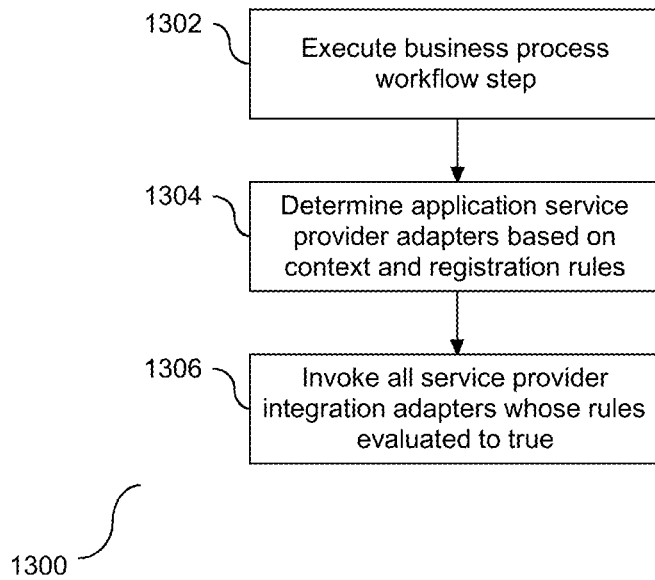 1302
Execute business process
workflow step
1304
Determine application service
provider adapters based on
context and registration rules
1306
Invoke all service provider
integration adapters whose rules
evaluated to true
1300